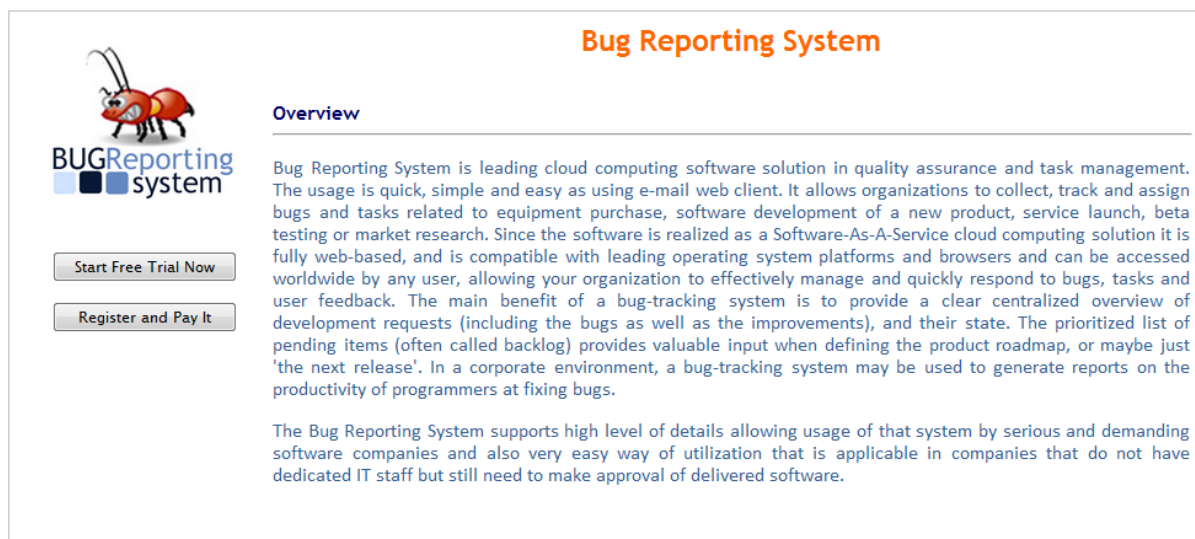 Bug Reporting System
BUGReporting
system
Start Free Trial Now
Register and Pay It
Overview
Bug Reporting System is leading cloud computing software solution in quality assurance and task management.
The usage is quick, simple and easy as using e-mail web client. It allows organizations to collect, track and assign
bugs and tasks related to equipment purchase, software development of a new product, service launch, beta
testing or market research. Since the software is realized as a Software-As-A-Service cloud computing solution it is
fully web-based, and is compatible with leading operating system platforms and browsers and can be accessed
worldwide by any user, allowing your organization to effectively manage and quickly respond to bugs, tasks and
user feedback. The main benefit of a bug-tracking system is to provide a clear centralized overview of
development requests (including the bugs as well as the improvements), and their state. The prioritized list of
pending items (often called backlog) provides valuable input when defining the product roadmap, or maybe just
'the next release'. In a corporate environment, a bug-tracking system may be used to generate reports on the
productivity of programmers at fixing bugs.
The Bug Reporting System supports high level of details allowing usage of that system by serious and demanding
software companies and also very easy way of utilization that is applicable in companies that do not have
dedicated IT staff but still need to make approval of delivered software.